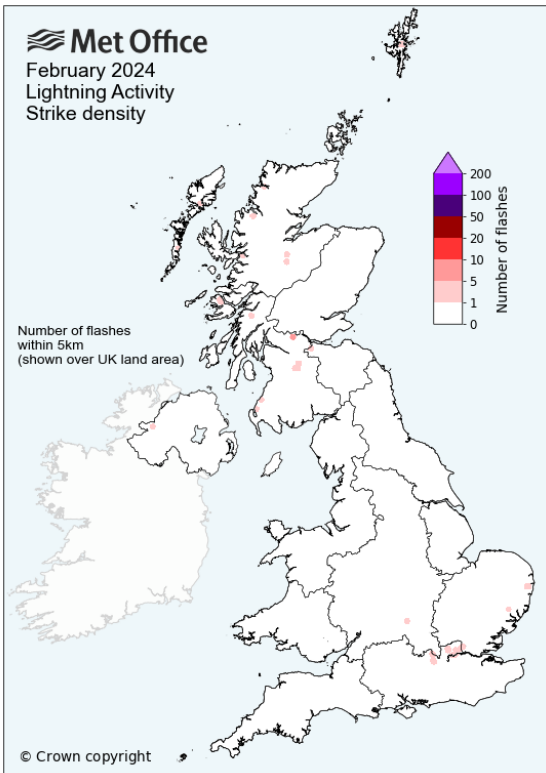 Met Office
February 2024
Lightning Activity
Strike density
200
100
50
20
10
5
1
0
Number of flashes
Number of flashes
within 5km
(shown over UK land area)
© Crown copyright